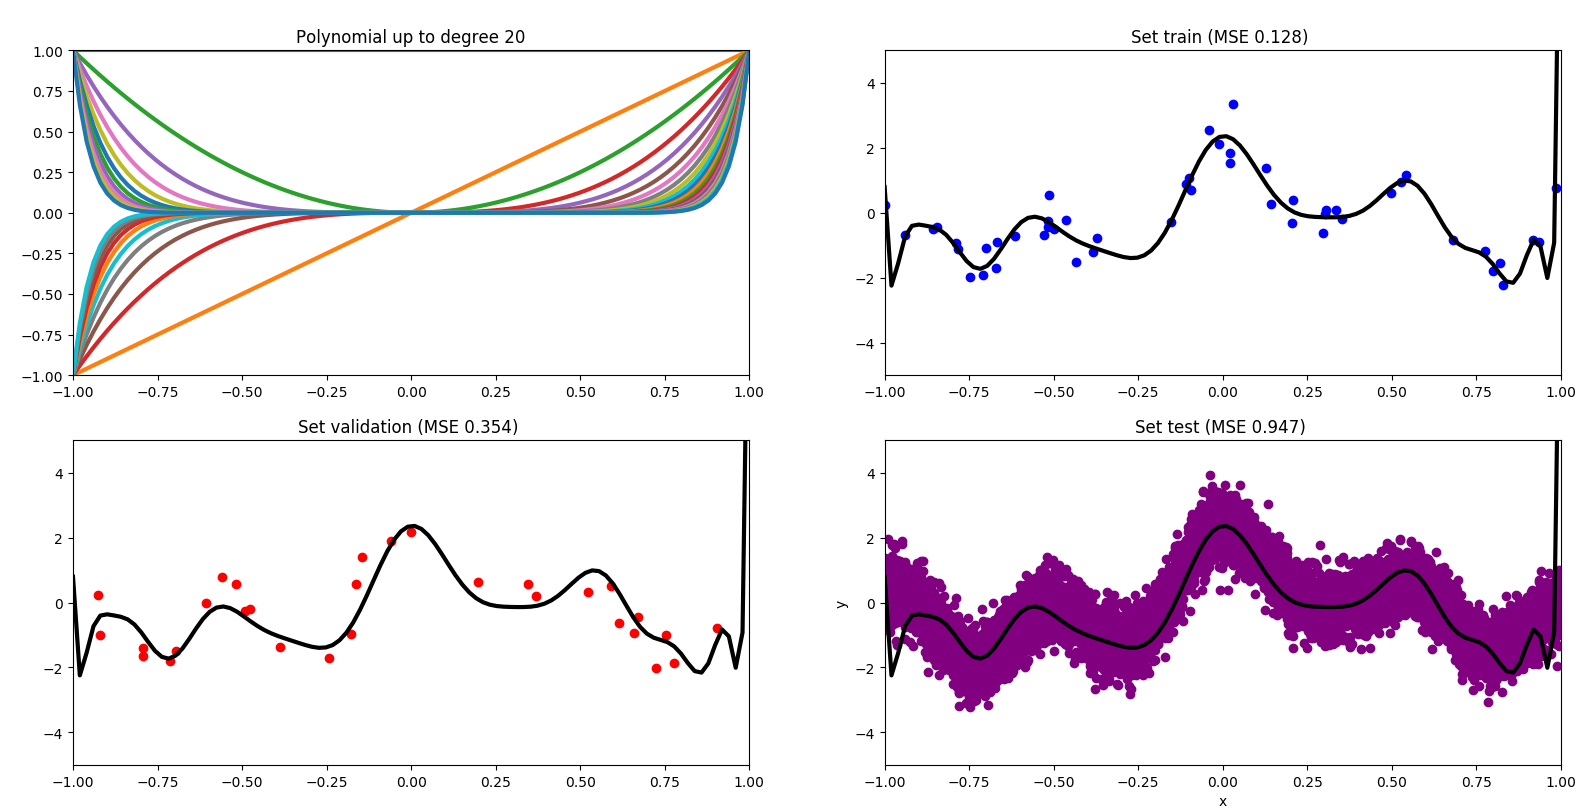 Polynomial up to degree 20
1.00
0.75
0.50
0.25
0.00
−0.25
−0.50
−0.75
−1.00
−1.00 −0.75 −0.50 −0.25 0.00 0.25 0.50 0.75 1.00
Set train (MSE 0.128)
4
2
0
−2
−4
−1.00 −0.75 −0.50 −0.25 0.00 0.25 0.50 0.75 1.00
Set validation (MSE 0.354)
4
2
0
−2
−4
−1.00 −0.75 −0.50 −0.25 0.00 0.25 0.50 0.75 1.00
Set test (MSE 0.947)
y
4
2
0
−2
−4
−1.00 −0.75 −0.50 −0.25 0.00 0.25 0.50 0.75 1.00
x